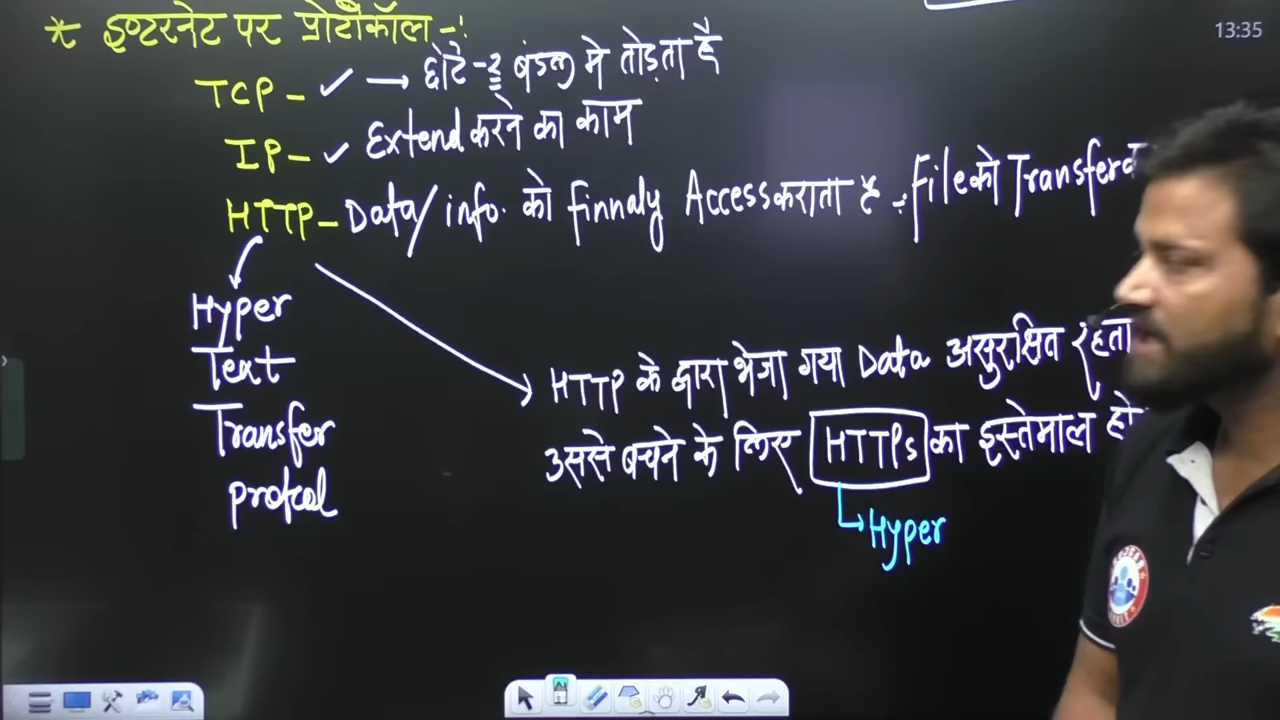 * इण्टरनेट पर प्रोटोकॉल -:
13:35
TCP - ✓ → छोटे-२ बंडल मे तोड़ता है
IP - ✓ Extend करने का काम
HTTP - Data/info. को finnaly Access कराता है -: file को Transfer
Hyper
Text
Transfer
protcol
→ HTTP के द्वारा भेजा गया Data असुरक्षित रहता
उससे बचने के लिए HTTPs का इस्तेमाल हो
↳ Hyper